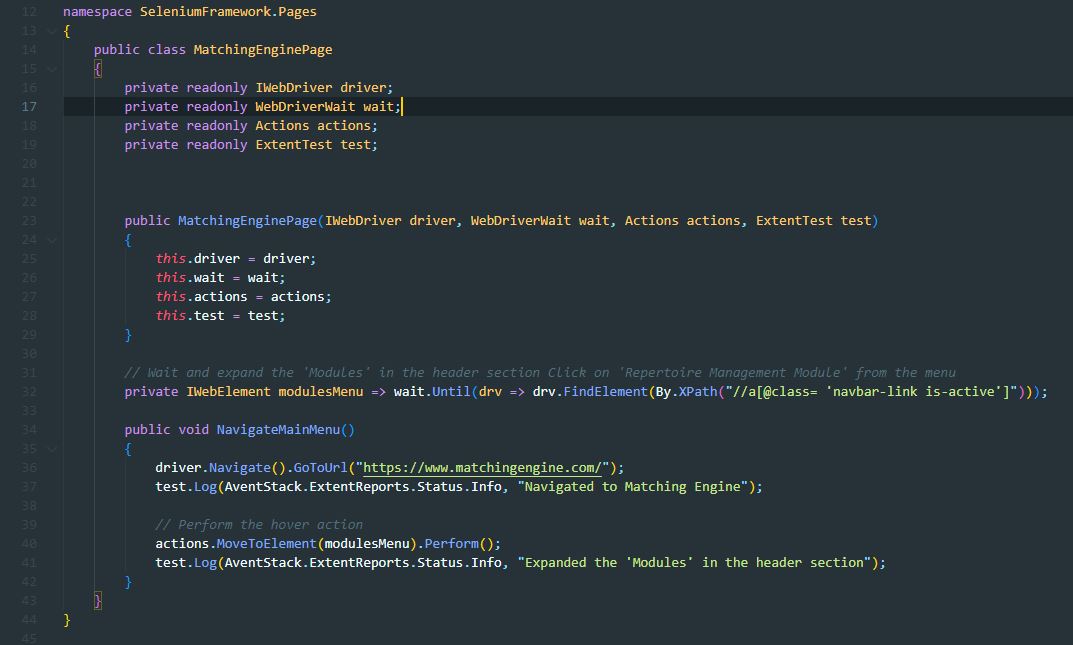 12 namespace SeleniumFramework.Pages
13 {
14 public class MatchingEnginePage
15 {
16 private readonly IWebDriver driver;
17 private readonly WebDriverWait wait;
18 private readonly Actions actions;
19 private readonly ExtentTest test;
20
21
22
23 public MatchingEnginePage(IWebDriver driver, WebDriverWait wait, Actions actions, ExtentTest test)
24 {
25 this.driver = driver;
26 this.wait = wait;
27 this.actions = actions;
28 this.test = test;
29 }
30
31 // Wait and expand the 'Modules' in the header section Click on 'Repertoire Management Module' from the menu
32 private IWebElement modulesMenu => wait.Until(drv => drv.FindElement(By.XPath("//a[@class= 'navbar-link is-active']")));
33
34 public void NavigateMainMenu()
35 {
36 driver.Navigate().GoToUrl("https://www.matchingengine.com/");
37 test.Log(AventStack.ExtentReports.Status.Info, "Navigated to Matching Engine");
38
39 // Perform the hover action
40 actions.MoveToElement(modulesMenu).Perform();
41 test.Log(AventStack.ExtentReports.Status.Info, "Expanded the 'Modules' in the header section");
42 }
43 }
44 }
45